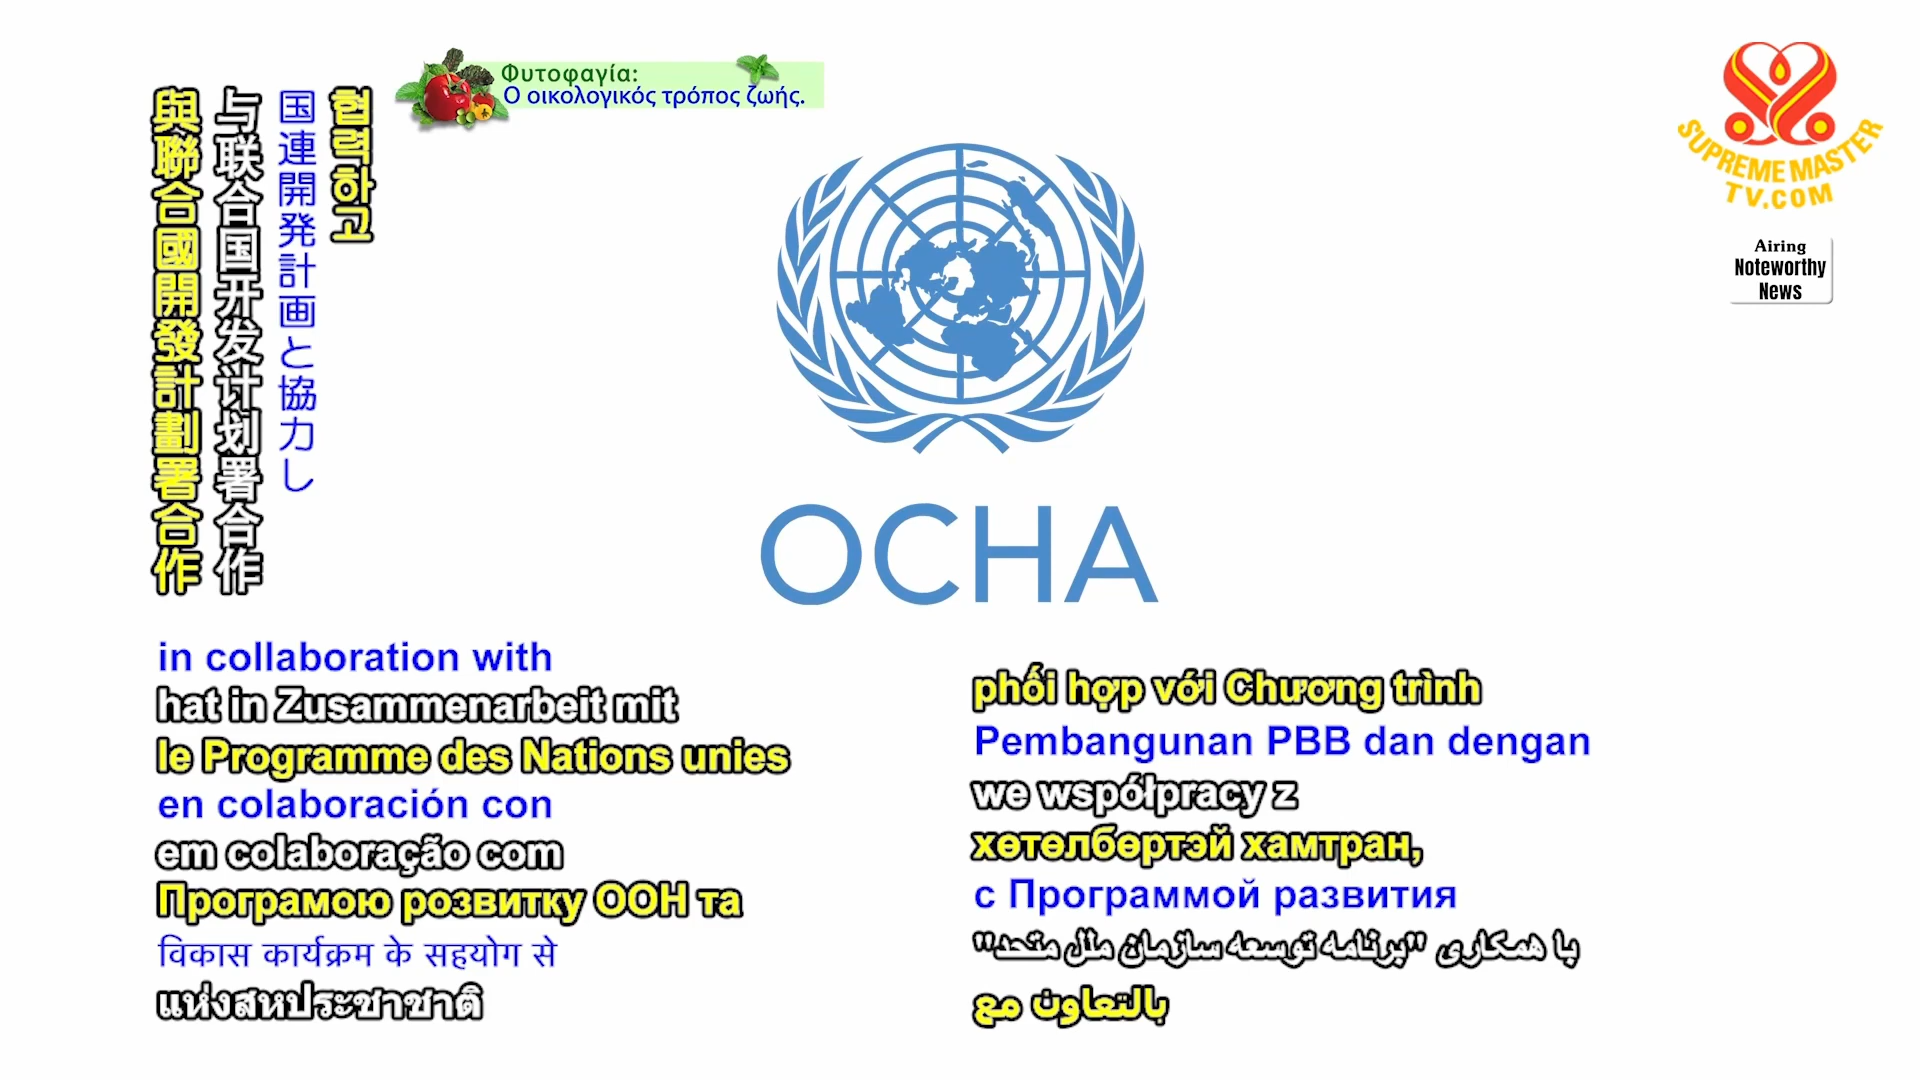 與聯合國開發計劃署合作
与联合国开发计划署合作
国連開発計画と協力し
협력하고
Φυτοφαγία:
Ο οικολογικός τρόπος ζωής.
SUPREME MASTER
TV.COM
Airing
Noteworthy
News
OCHA
in collaboration with
hat in Zusammenarbeit mit
le Programme des Nations unies
en colaboración con
em colaboração com
Програмою розвитку ООН та
विकास कार्यक्रम के सहयोग से
แห่งสหประชาชาติ
phối hợp với Chương trình
Pembangunan PBB dan dengan
we współpracy z
хөтөлбөртэй хамтран,
с Программой развития
با همکاری "برنامه توسعه سازمان ملل متحد"
بالتعاون مع